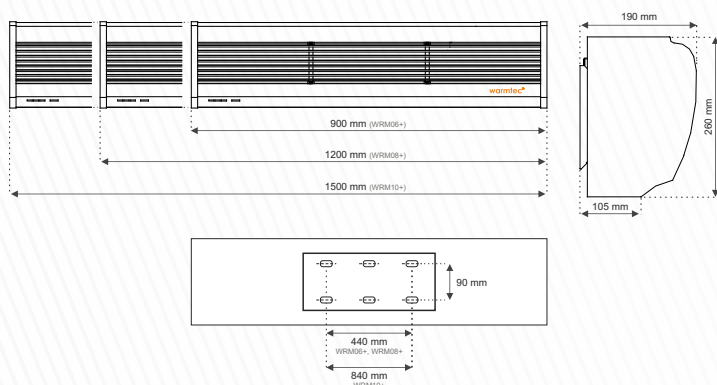 190 mm
warmtec
900 mm (WRM06+)
260 mm
1200 mm (WRM08+)
1500 mm (WRM10+)
105 mm
90 mm
440 mm
WRM06+, WRM08+
840 mm
WRM10+